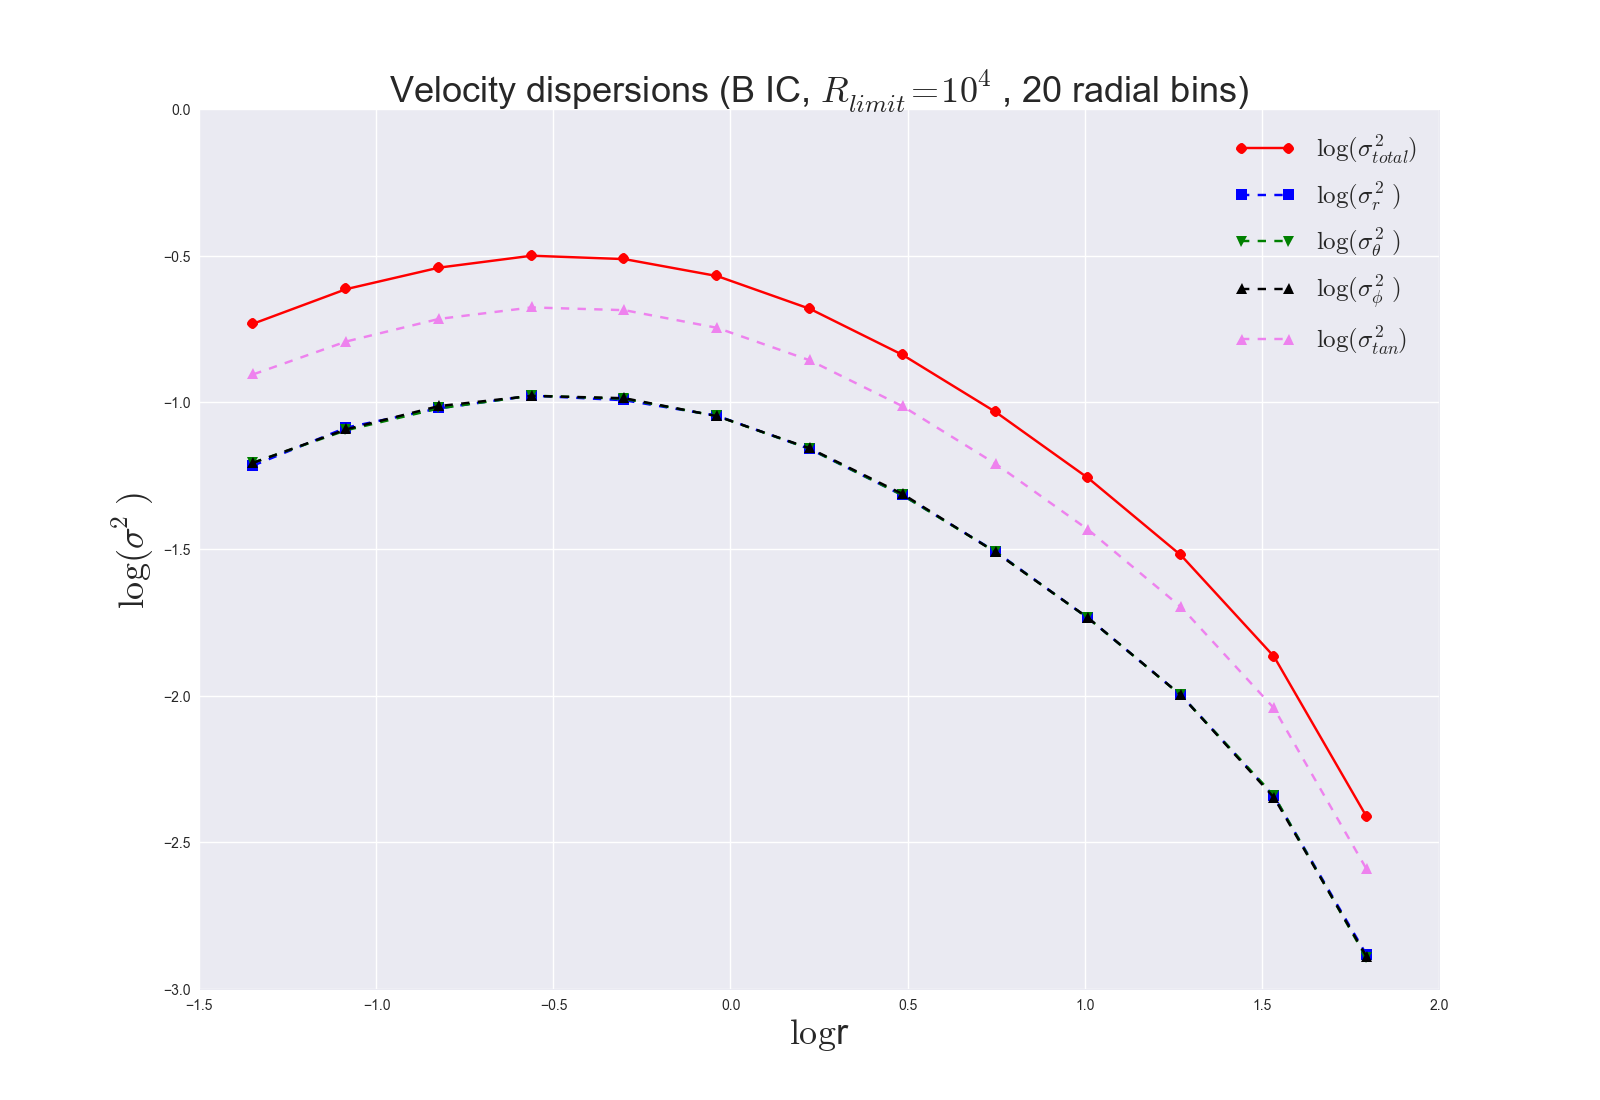 Velocity dispersions (B IC, R_limit=10^4 , 20 radial bins)
0.0
−0.5
−1.0
−1.5
−2.0
−2.5
−3.0
log(σ^2 )
log(σ^2_total)
log(σ^2_r )
log(σ^2_θ )
log(σ^2_ϕ )
log(σ^2_tan)
−1.5 −1.0 −0.5 0.0 0.5 1.0 1.5 2.0
logr